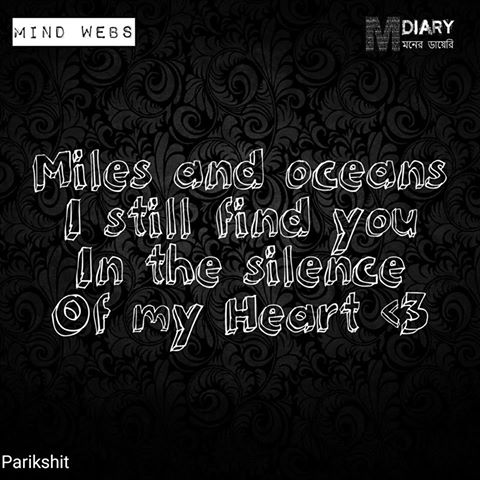 MIND WEBS
M DIARY
মনের ডায়েরি
Miles and oceans
I still find you
In the silence
Of my Heart <3
Parikshit